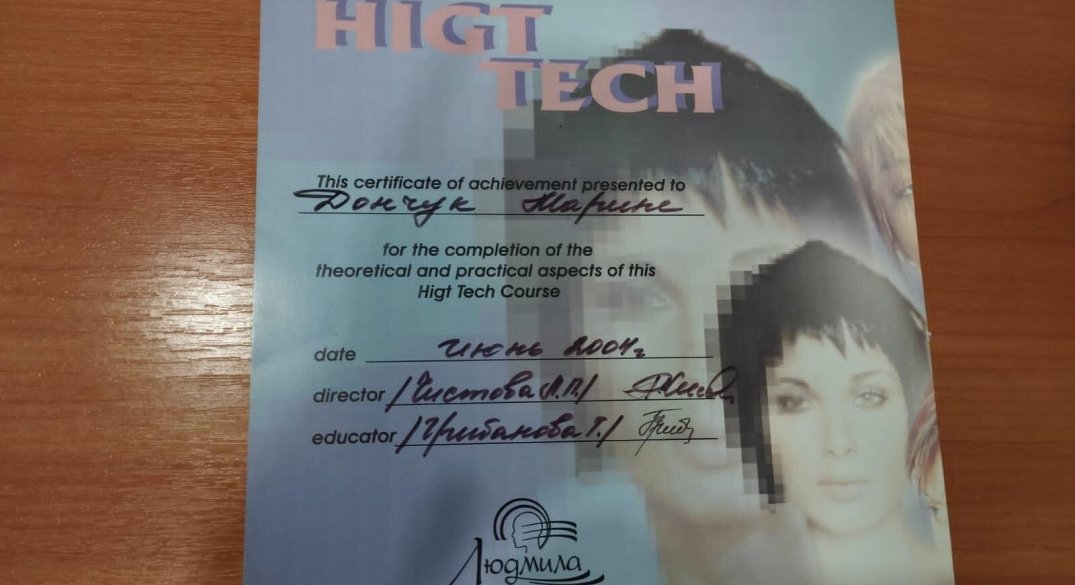 HIGT
TECH
This certificate of achievement presented to
Дончук Марине
for the completion of the
theoretical and practical aspects of this
Higt Tech Course
date Июнь 2004г.
director /Чистова Л.П./
educator /Грибанова Т./
Людмила